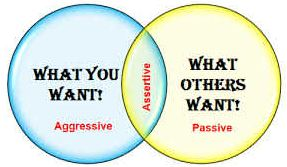 WHAT YOU
WANT!
Aggressive
Assertive
WHAT
OTHERS
WANT!
Passive